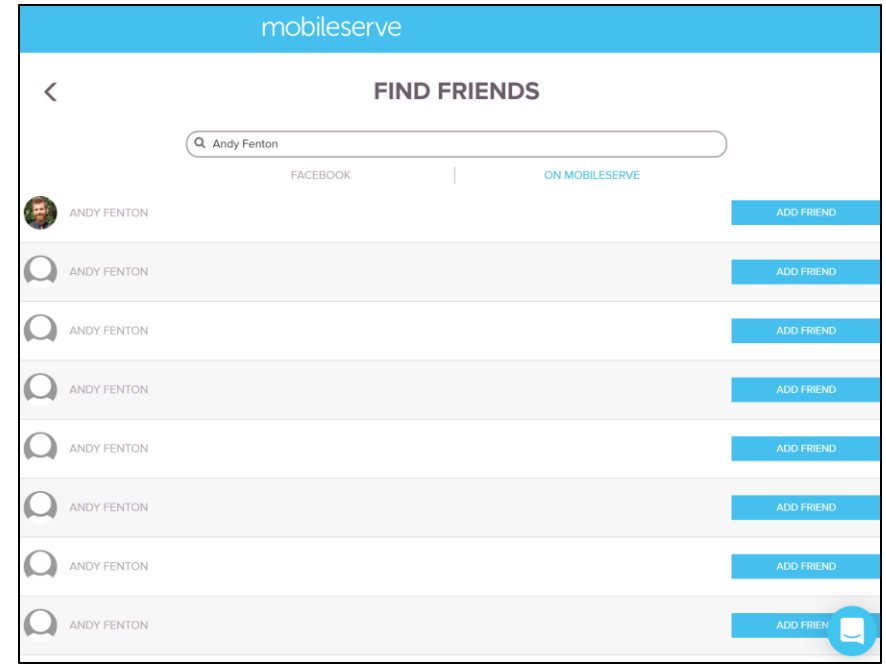 mobileserve
FIND FRIENDS
Andy Fenton
FACEBOOK | ON MOBILESERVE
ANDY FENTON ADD FRIEND
ANDY FENTON ADD FRIEND
ANDY FENTON ADD FRIEND
ANDY FENTON ADD FRIEND
ANDY FENTON ADD FRIEND
ANDY FENTON ADD FRIEND
ANDY FENTON ADD FRIEND
ANDY FENTON ADD FRIEN